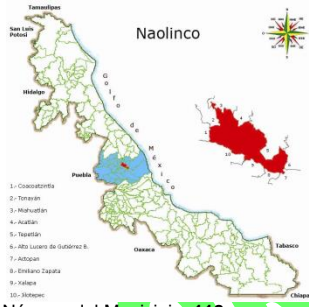 Tamaulipas
Naolinco
San Luis
Potosí
Hidalgo
Golfo de México
Puebla
1.- Coacoatzintla
2.- Tonayán
3.- Miahuatlán
4.- Acatlán
5.- Tepetlán
6.- Alto Lucero de Gutiérrez B.
7.- Actopan
8.- Emiliano Zapata
9.- Xalapa
10.- Jilotepec
Oaxaca
Tabasco
Chiapa